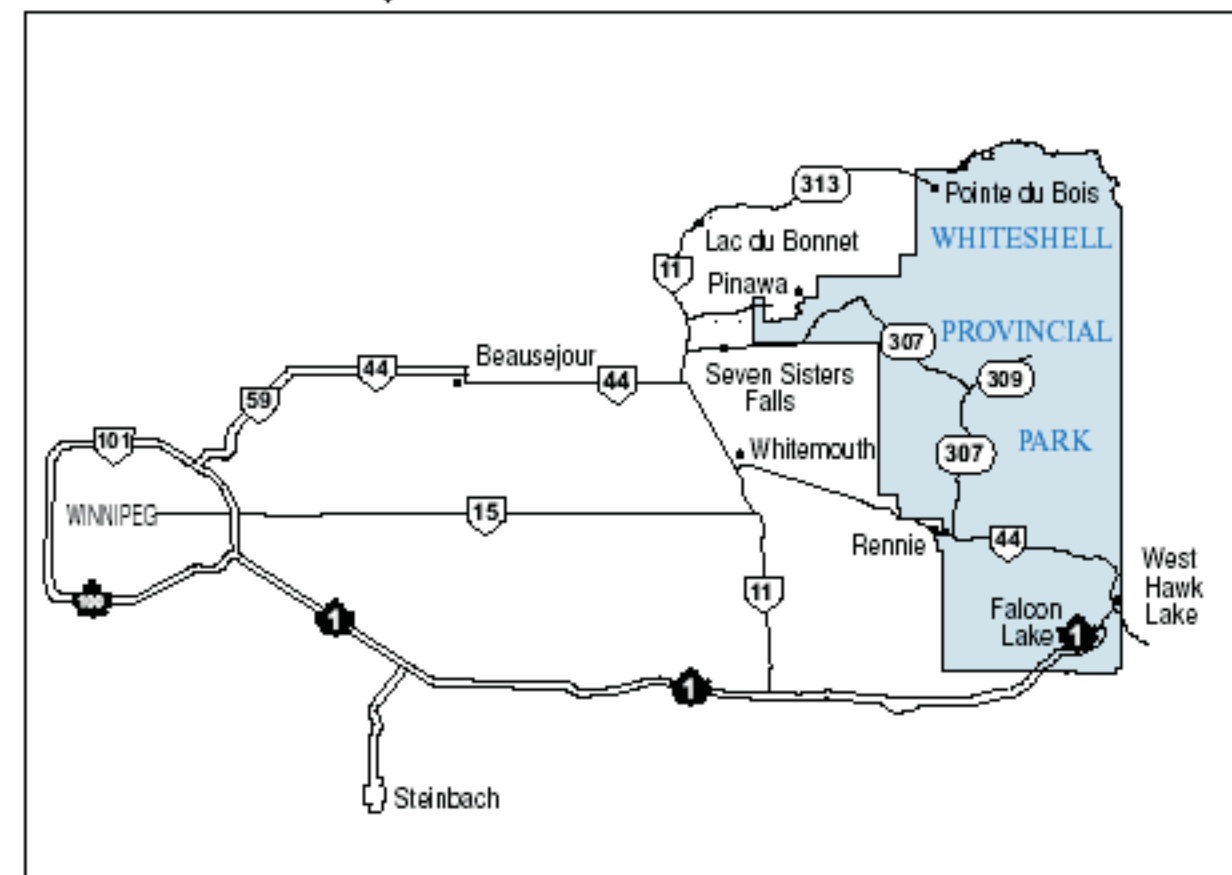 313
Pointe du Bois
Lac du Bonnet
WHITESHELL
11
Pinawa
PROVINCIAL
307
Beausejour
44
44
Seven Sisters
Falls
309
59
101
PARK
Whitemouth
307
WINNIPEG
15
Rennie
44
West
Hawk
Lake
11
100
1
Falcon
Lake
1
1
Steinbach